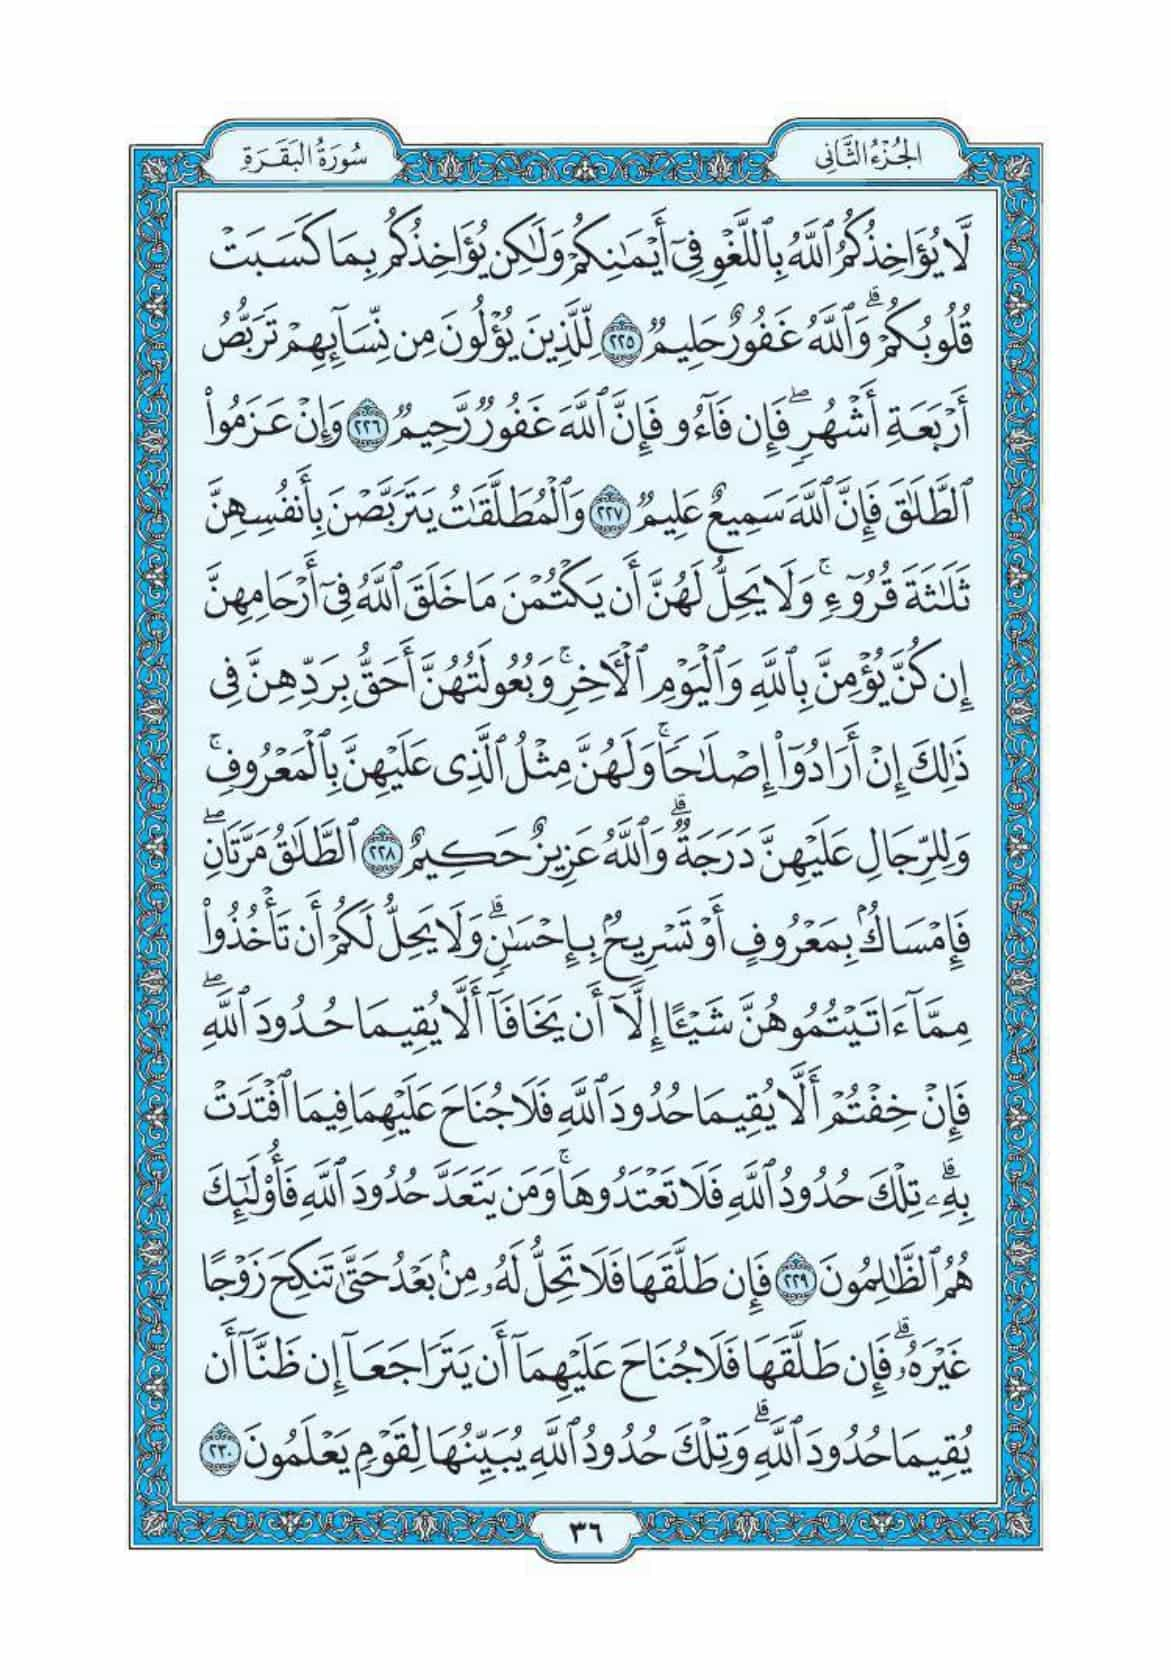 الجُزْءُ الثَّانِي
سُورَةُ البَقَرَةِ
لَّا يُؤَاخِذُكُمُ ٱللَّهُ بِٱللَّغْوِ فِىٓ أَيْمَـٰنِكُمْ وَلَـٰكِن يُؤَاخِذُكُم بِمَا كَسَبَتْ
قُلُوبُكُمْ ۗ وَٱللَّهُ غَفُورٌ حَلِيمٌ ٢٢٥ لِّلَّذِينَ يُؤْلُونَ مِن نِّسَآئِهِمْ تَرَبُّصُ
أَرْبَعَةِ أَشْهُرٍ ۖ فَإِن فَآءُو فَإِنَّ ٱللَّهَ غَفُورٌ رَّحِيمٌ ٢٢٦ وَإِنْ عَزَمُوا۟
ٱلطَّلَـٰقَ فَإِنَّ ٱللَّهَ سَمِيعٌ عَلِيمٌ ٢٢٧ وَٱلْمُطَلَّقَـٰتُ يَتَرَبَّصْنَ بِأَنفُسِهِنَّ
ثَلَـٰثَةَ قُرُوٓءٍ ۚ وَلَا يَحِلُّ لَهُنَّ أَن يَكْتُمْنَ مَا خَلَقَ ٱللَّهُ فِىٓ أَرْحَامِهِنَّ
إِن كُنَّ يُؤْمِنَّ بِٱللَّهِ وَٱلْيَوْمِ ٱلْـَٔاخِرِ ۚ وَبُعُولَتُهُنَّ أَحَقُّ بِرَدِّهِنَّ فِى
ذَٰلِكَ إِنْ أَرَادُوٓا۟ إِصْلَـٰحًا ۚ وَلَهُنَّ مِثْلُ ٱلَّذِى عَلَيْهِنَّ بِٱلْمَعْرُوفِ ۚ
وَلِلرِّجَالِ عَلَيْهِنَّ دَرَجَةٌ ۗ وَٱللَّهُ عَزِيزٌ حَكِيمٌ ٢٢٨ ٱلطَّلَـٰقُ مَرَّتَانِ ۖ
فَإِمْسَاكٌۢ بِمَعْرُوفٍ أَوْ تَسْرِيحٌۢ بِإِحْسَـٰنٍ ۗ وَلَا يَحِلُّ لَكُمْ أَن تَأْخُذُوا۟
مِمَّآ ءَاتَيْتُمُوهُنَّ شَيْـًٔا إِلَّآ أَن يَخَافَآ أَلَّا يُقِيمَا حُدُودَ ٱللَّهِ ۖ
فَإِنْ خِفْتُمْ أَلَّا يُقِيمَا حُدُودَ ٱللَّهِ فَلَا جُنَاحَ عَلَيْهِمَا فِيمَا ٱفْتَدَتْ
بِهِۦ ۗ تِلْكَ حُدُودُ ٱللَّهِ فَلَا تَعْتَدُوهَا ۚ وَمَن يَتَعَدَّ حُدُودَ ٱللَّهِ فَأُو۟لَـٰٓئِكَ
هُمُ ٱلظَّـٰلِمُونَ ٢٢٩ فَإِن طَلَّقَهَا فَلَا تَحِلُّ لَهُۥ مِنۢ بَعْدُ حَتَّىٰ تَنكِحَ زَوْجًا
غَيْرَهُۥ ۗ فَإِن طَلَّقَهَا فَلَا جُنَاحَ عَلَيْهِمَآ أَن يَتَرَاجَعَآ إِن ظَنَّآ أَن
يُقِيمَا حُدُودَ ٱللَّهِ ۗ وَتِلْكَ حُدُودُ ٱللَّهِ يُبَيِّنُهَا لِقَوْمٍ يَعْلَمُونَ ٢٣٠
٣٦